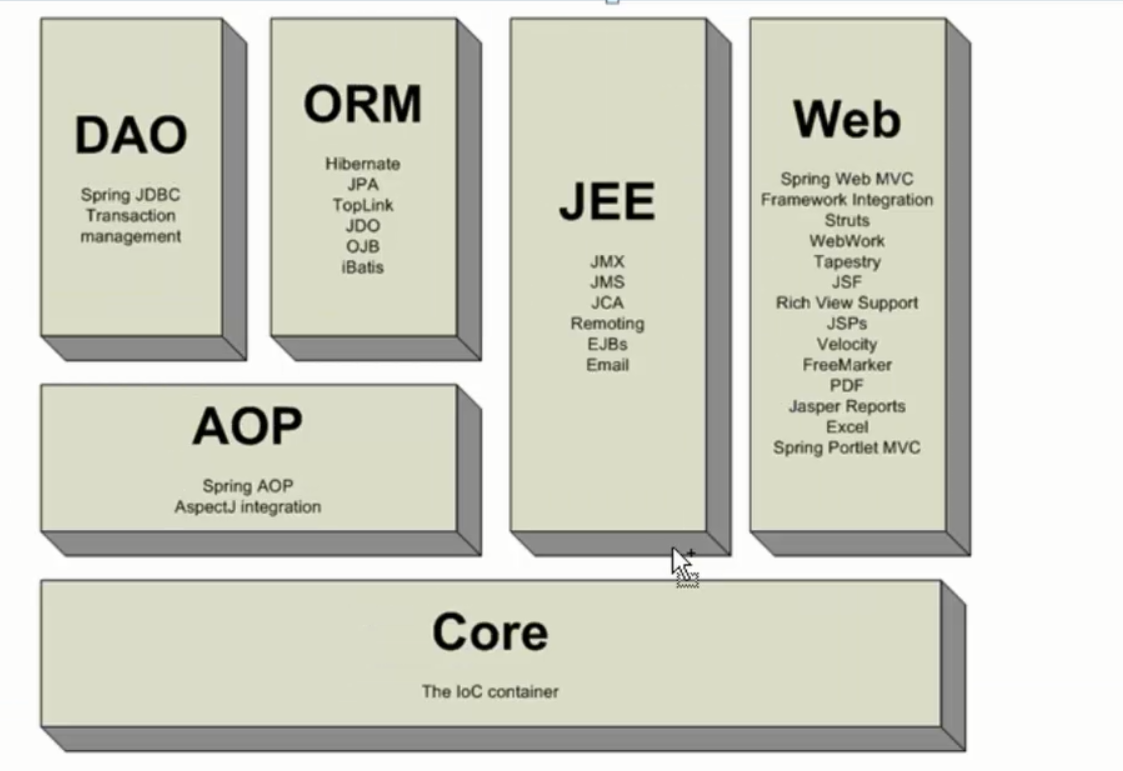 DAO
Spring JDBC
Transaction
management
ORM
Hibernate
JPA
TopLink
JDO
OJB
iBatis
JEE
JMX
JMS
JCA
Remoting
EJBs
Email
Web
Spring Web MVC
Framework Integration
Struts
WebWork
Tapestry
JSF
Rich View Support
JSPs
Velocity
FreeMarker
PDF
Jasper Reports
Excel
Spring Portlet MVC
AOP
Spring AOP
AspectJ integration
Core
The IoC container